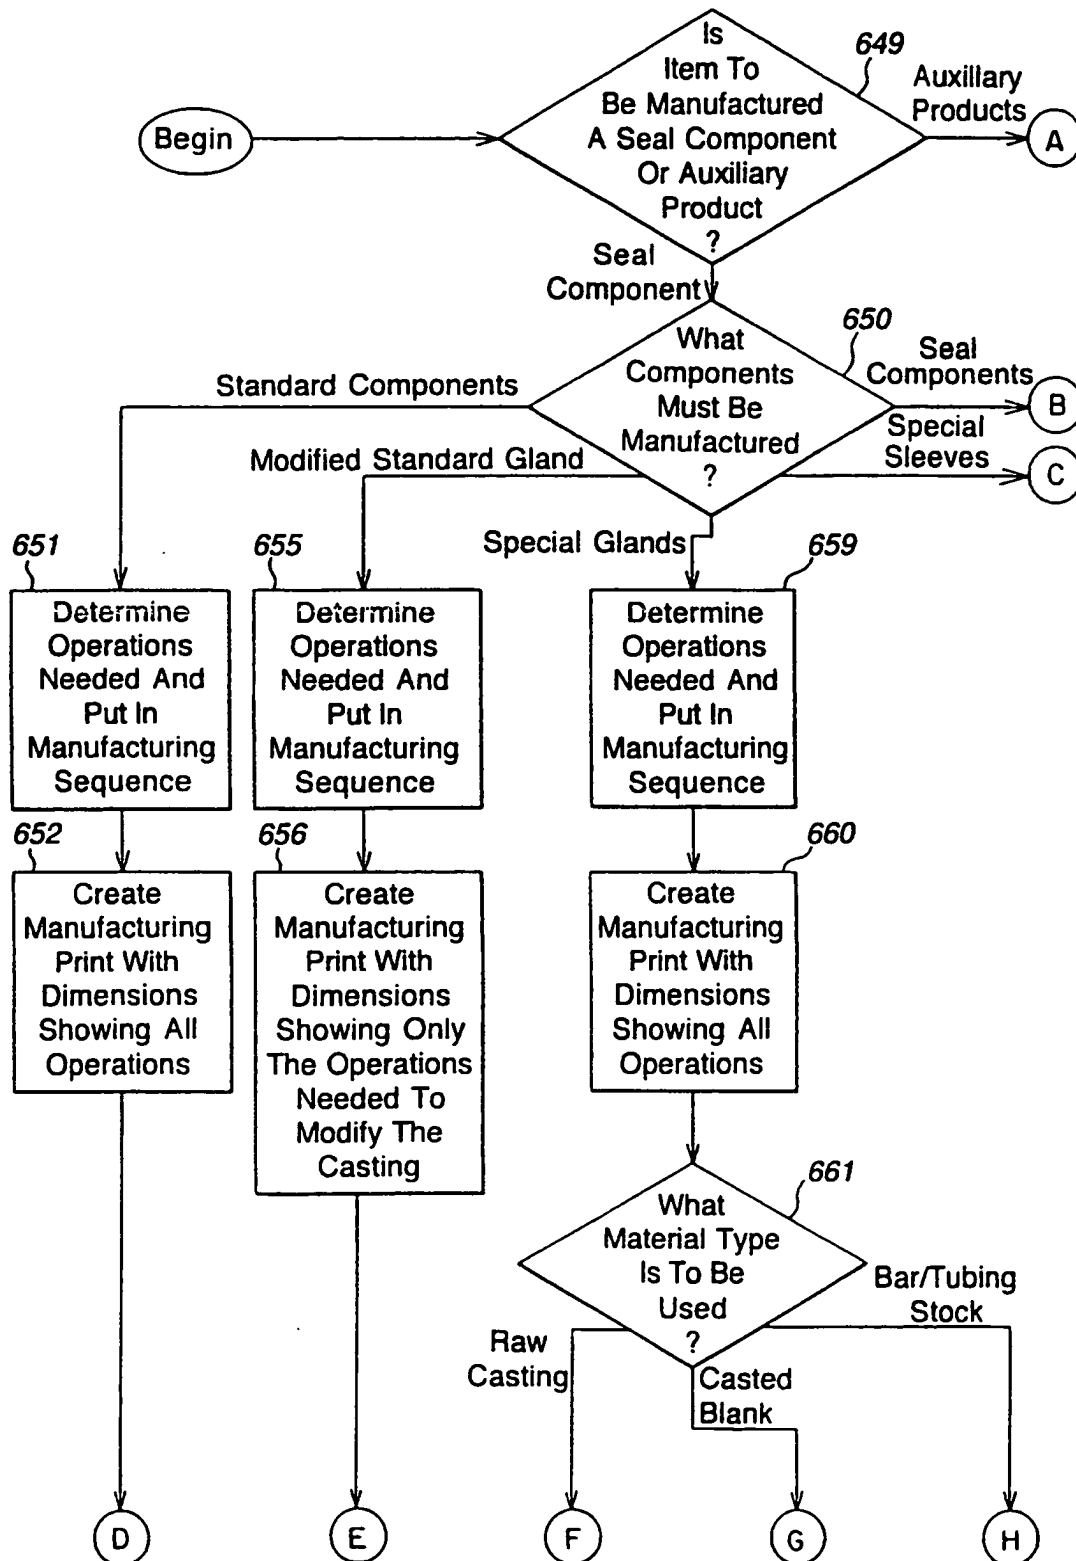 Begin
Is
Item To
Be Manufactured
A Seal Component
Or Auxiliary
Product
?
649
Auxillary
Products
A
Seal
Component
What
Components
Must Be
Manufactured
?
650
Seal
Components
B
Special
Sleeves
C
Standard Components
Modified Standard Gland
Special Glands
651
Determine
Operations
Needed And
Put In
Manufacturing
Sequence
655
Determine
Operations
Needed And
Put In
Manufacturing
Sequence
659
Determine
Operations
Needed And
Put In
Manufacturing
Sequence
652
Create
Manufacturing
Print With
Dimensions
Showing All
Operations
656
Create
Manufacturing
Print With
Dimensions
Showing Only
The Operations
Needed To
Modify The
Casting
660
Create
Manufacturing
Print With
Dimensions
Showing All
Operations
661
What
Material Type
Is To Be
Used
?
Raw
Casting
Casted
Blank
Bar/Tubing
Stock
D
E
F
G
H